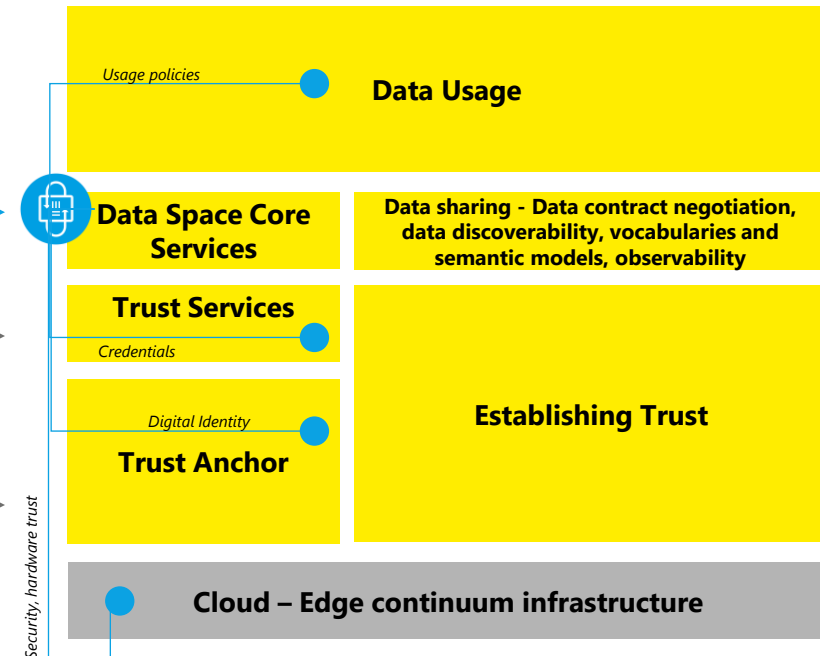 Usage policies
Data Usage
Data Space Core
Services
Data sharing - Data contract negotiation,
data discoverability, vocabularies and
semantic models, observability
Trust Services
Credentials
Establishing Trust
Digital Identity
Trust Anchor
Security, hardware trust
Cloud – Edge continuum infrastructure